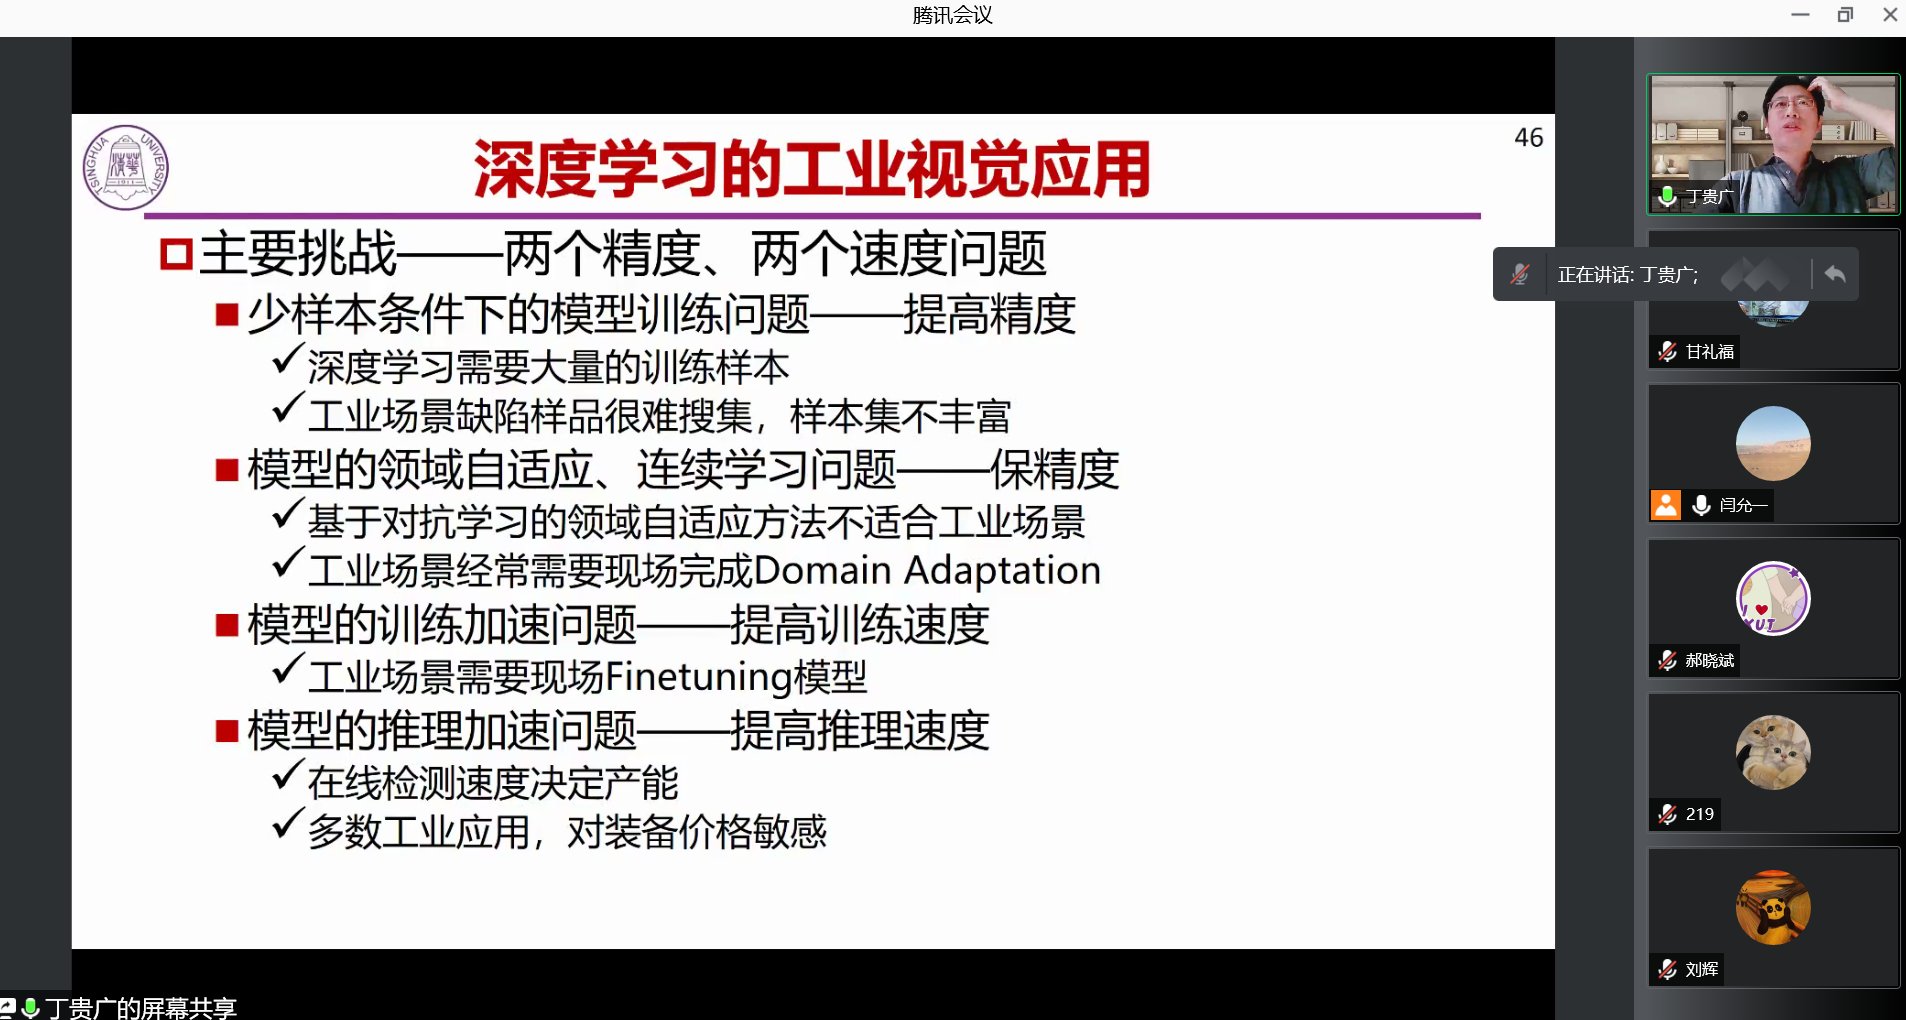 腾讯会议
46
TSINGHUA UNIVERSITY
1911
深度学习的工业视觉应用
主要挑战——两个精度、两个速度问题
少样本条件下的模型训练问题——提高精度
深度学习需要大量的训练样本
工业场景缺陷样品很难搜集，样本集不丰富
模型的领域自适应、连续学习问题——保精度
基于对抗学习的领域自适应方法不适合工业场景
工业场景经常需要现场完成Domain Adaptation
模型的训练加速问题——提高训练速度
工业场景需要现场Finetuning模型
模型的推理加速问题——提高推理速度
在线检测速度决定产能
多数工业应用，对装备价格敏感
丁贵广的屏幕共享
丁贵广
正在讲话: 丁贵广;
甘礼福
闫允一
I
XUT
郝晓斌
219
刘辉